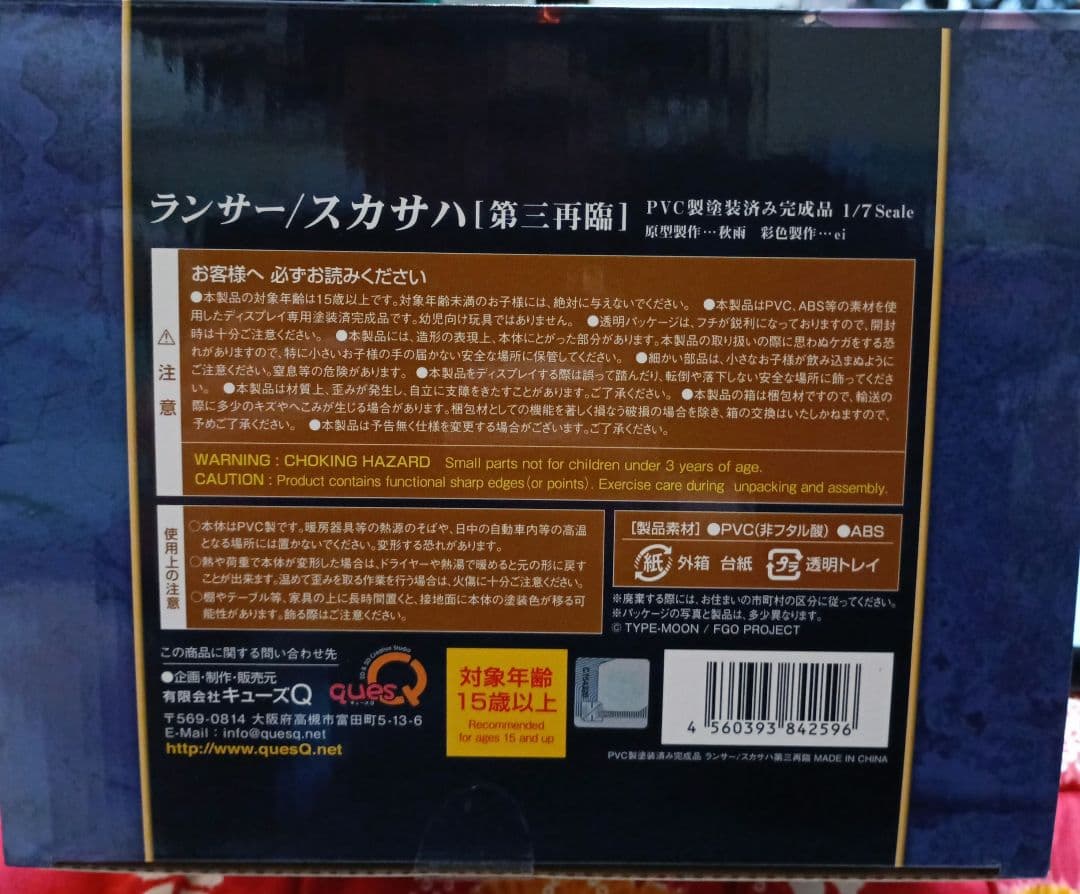 ランサー/スカサハ[第三再臨]
PVC製塗装済み完成品 1/7 Scale
原型製作…秋雨 彩色製作…ei
⚠
注
意
お客様へ 必ずお読みください
●本製品の対象年齢は15歳以上です。対象年齢未満のお子様には、絶対に与えないでください。 ●本製品はPVC、ABS等の素材を使
用したディスプレイ専用塗装済完成品です。幼児向け玩具ではありません。 ●透明パッケージは、フチが鋭利になっておりますので、開封
時は十分ご注意ください。 ●本製品には、造形の表現上、本体にとがった部分があります。本製品の取り扱いの際に思わぬケガをする恐
れがありますので、特に小さいお子様の手の届かない安全な場所に保管してください。 ●細かい部品は、小さなお子様が飲み込まぬように
ご注意ください。窒息等の危険があります。 ●本製品をディスプレイする際は誤って踏んだり、転倒や落下しない安全な場所に飾ってくださ
い。 ●本製品は材質上、歪みが発生し、自立に支障をきたすことがあります。ご了承ください。 ●本製品の箱は梱包材ですので、輸送の
際に多少のキズやへこみが生じる場合があります。梱包材としての機能を著しく損なう破損の場合を除き、箱の交換はいたしかねますので、
予めご了承ください。 ●本製品は予告無く仕様を変更する場合がございます。ご了承ください。
WARNING : CHOKING HAZARD Small parts not for children under 3 years of age.
CAUTION : Product contains functional sharp edges(or points). Exercise care during unpacking and assembly.
使用上の注意
○本体はPVC製です。暖房器具等の熱源のそばや、日中の自動車内等の高温
となる場所には置かないでください。変形する恐れがあります。
○熱や荷重で本体が変形した場合は、ドライヤーや熱湯で暖めると元の形に戻す
ことが出来ます。温めて歪みを取る作業を行う場合は、火傷に十分ご注意ください。
○棚やテーブル等、家具の上に長時間置くと、接地面に本体の塗装色が移る可
能性があります。飾る際はご注意ください。
[製品素材] ●PVC(非フタル酸) ●ABS
紙 外箱 台紙 プラ 透明トレイ
※廃棄する際には、お住まいの市町村の区分に従ってください。
※パッケージの写真と製品は、多少異なります。
© TYPE-MOON / FGO PROJECT
この商品に関する問い合わせ先
●企画・制作・販売元
有限会社キューズQ
〒569-0814 大阪府高槻市富田町5-13-6
E-Mail : info@quesq.net
http://www.quesQ.net
2D & 3D Creative Studio
quesQ
キューズQ
対象年齢
15歳以上
Recommended
for ages 15 and up
4 560393 842596
PVC製塗装済み完成品 ランサー/スカサハ第三再臨 MADE IN CHINA